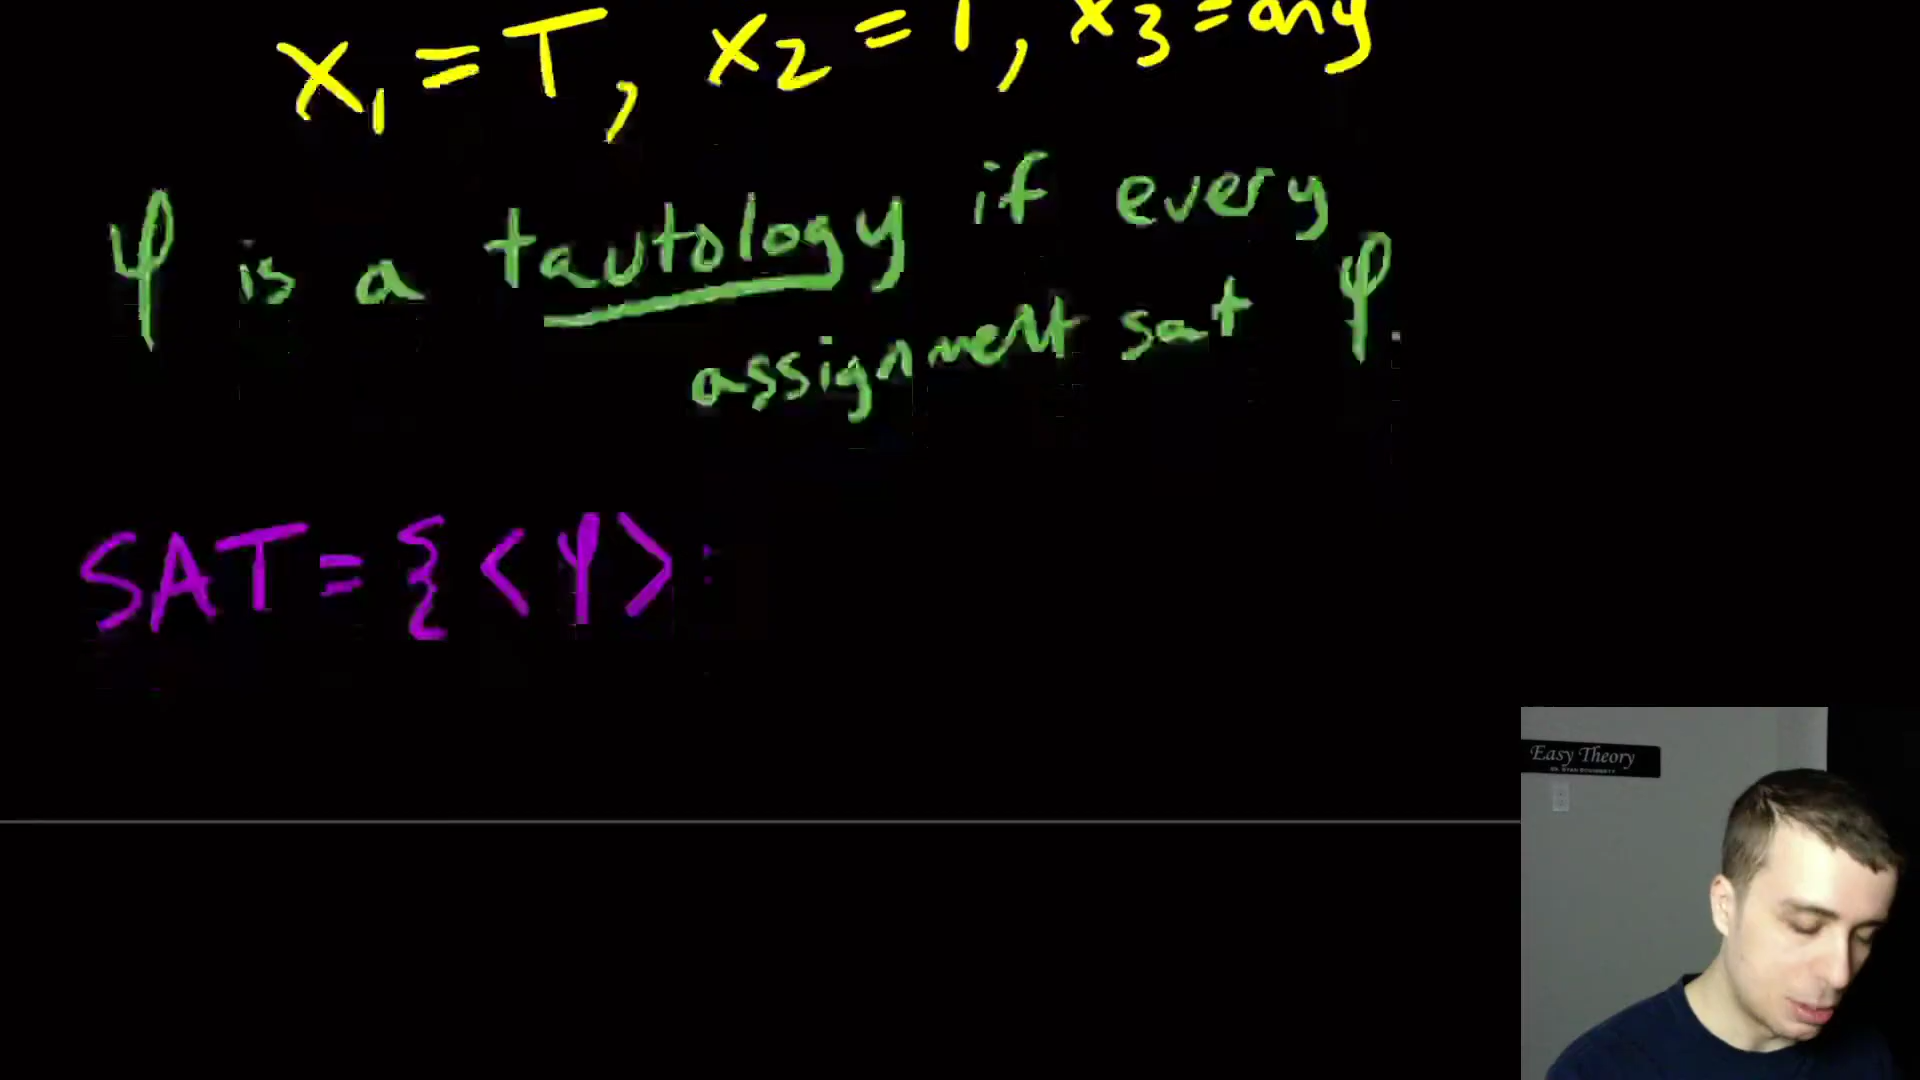 x₁ = T, x₂ = T, x₃ = any
φ is a tautology if every
assignment sat φ.
SAT = { <φ> :
Easy Theory